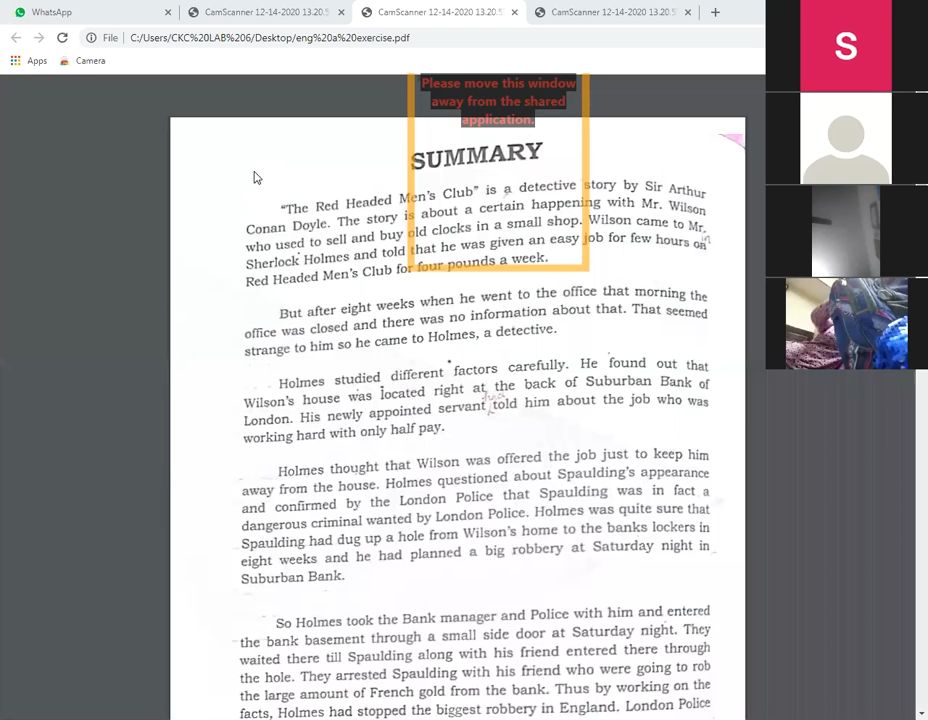 WhatsApp
CamScanner 12-14-2020 13.20.5
CamScanner 12-14-2020 13.20.5
CamScanner 12-14-2020 13.20.5
File C:/Users/CKC%20LAB%206/Desktop/eng%20a%20exercise.pdf
Apps Camera
S
Please move this window
away from the shared
application.
SUMMARY
"The Red Headed Men's Club" is a detective story by Sir Arthur
Conan Doyle. The story is about a certain happening with Mr. Wilson
who used to sell and buy old clocks in a small shop. Wilson came to Mr.
Sherlock Holmes and told that he was given an easy job for few hours on in
Red Headed Men's Club for four pounds a week.
But after eight weeks when he went to the office that morning the
office was closed and there was no information about that. That seemed
strange to him so he came to Holmes, a detective.
Holmes studied different factors carefully. He found out that
Wilson's house was located right at the back of Suburban Bank of
London. His newly appointed servant had told him about the job who was
working hard with only half pay.
Holmes thought that Wilson was offered the job just to keep him
away from the house. Holmes questioned about Spaulding's appearance
and confirmed by the London Police that Spaulding was in fact a
dangerous criminal wanted by London Police. Holmes was quite sure that
Spaulding had dug up a hole from Wilson's home to the banks lockers in
eight weeks and he had planned a big robbery at Saturday night in
Suburban Bank.
So Holmes took the Bank manager and Police with him and entered
the bank basement through a small side door at Saturday night. They
waited there till Spaulding along with his friend entered there through
the hole. They arrested Spaulding with his friend who were going to rob
the large amount of French gold from the bank. Thus by working on the
facts, Holmes had stopped the biggest robbery in England. London Police